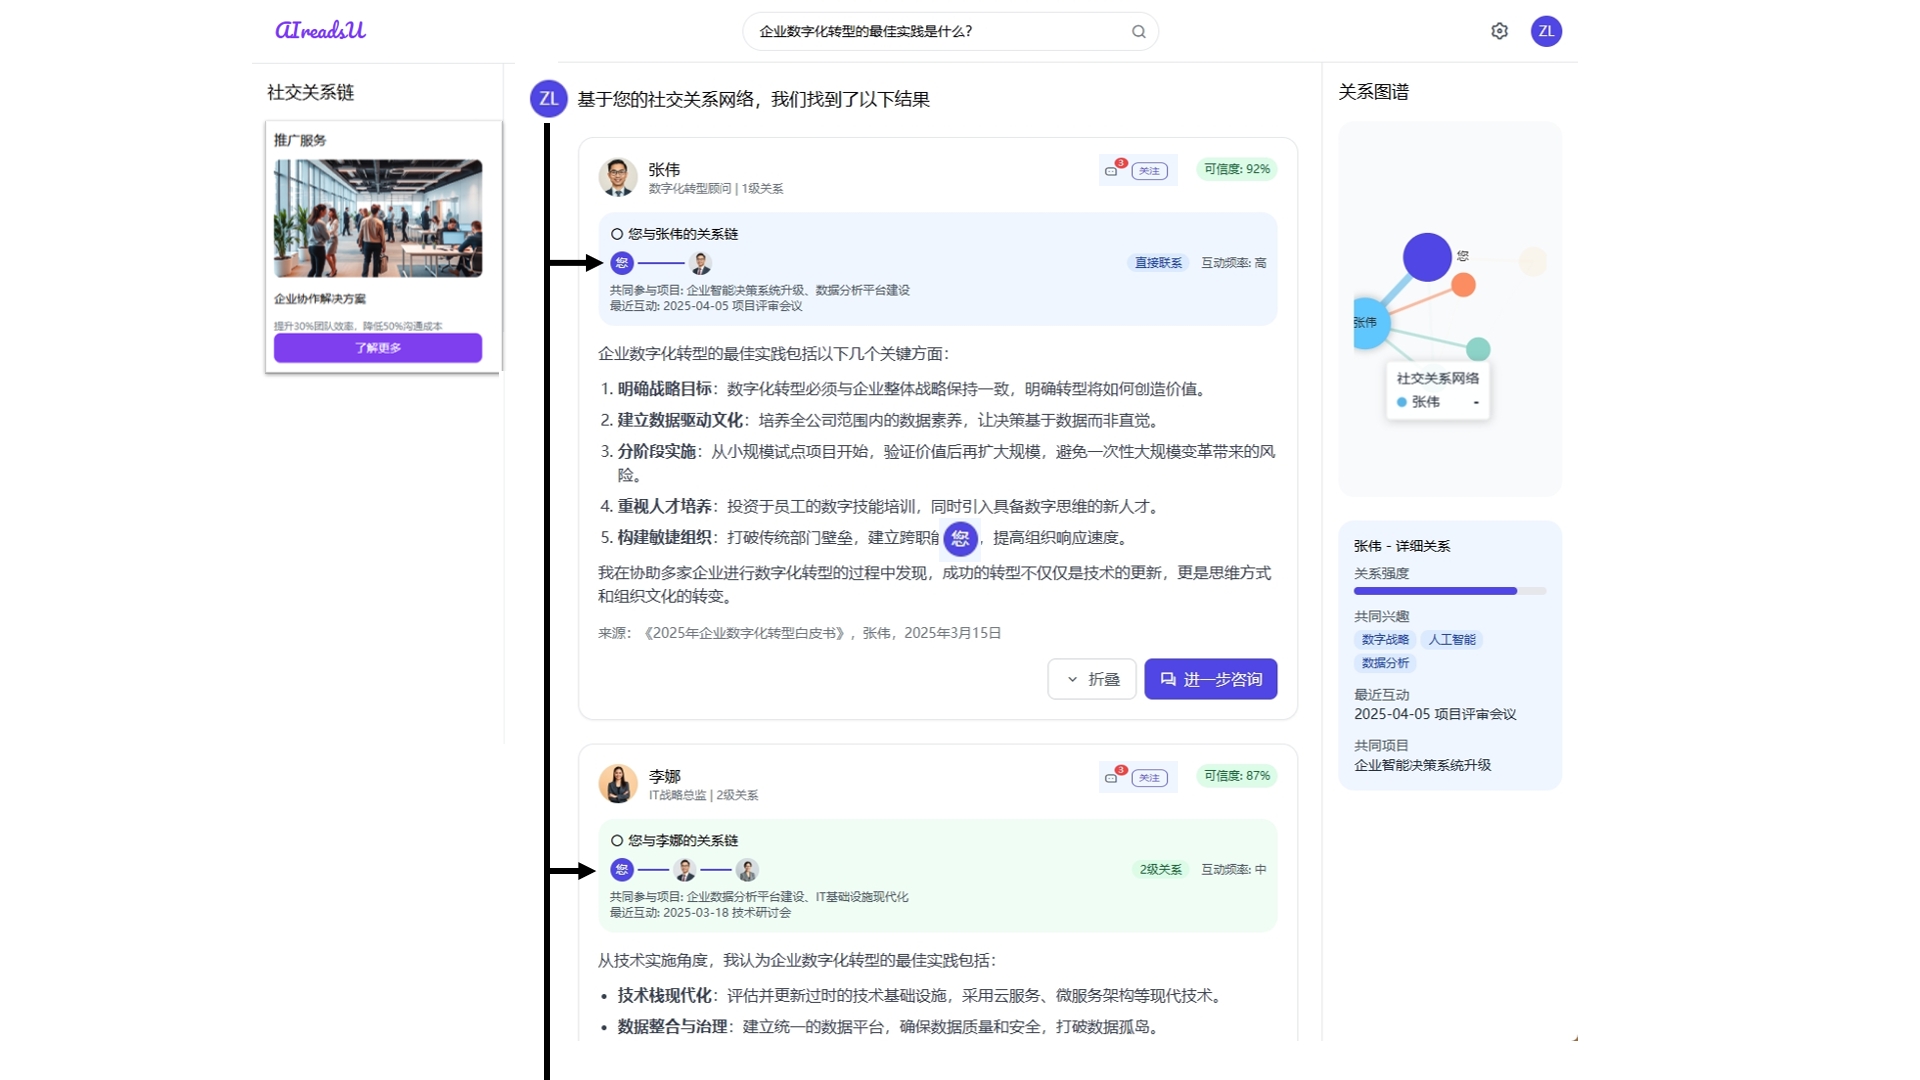 AIreadsU
企业数字化转型的最佳实践是什么?
ZL
社交关系链
推广服务
企业协作解决方案
提升30%团队效率，降低50%沟通成本
了解更多
ZL
基于您的社交关系网络，我们找到了以下结果
张伟
数字化转型顾问 | 1级关系
3
关注
可信度: 92%
您与张伟的关系链
您
直接联系
互动频率: 高
共同参与项目: 企业智能决策系统升级、数据分析平台建设
最近互动: 2025-04-05 项目评审会议
企业数字化转型的最佳实践包括以下几个关键方面：
1. 明确战略目标：数字化转型必须与企业整体战略保持一致，明确转型将如何创造价值。
2. 建立数据驱动文化：培养全公司范围内的数据素养，让决策基于数据而非直觉。
3. 分阶段实施：从小规模试点项目开始，验证价值后再扩大规模，避免一次性大规模变革带来的风
险。
4. 重视人才培养：投资于员工的数字技能培训，同时引入具备数字思维的新人才。
5. 构建敏捷组织：打破传统部门壁垒，建立跨职 您 ，提高组织响应速度。
我在协助多家企业进行数字化转型的过程中发现，成功的转型不仅仅是技术的更新，更是思维方式
和组织文化的转变。
来源：《2025年企业数字化转型白皮书》，张伟，2025年3月15日
折叠
进一步咨询
李娜
IT战略总监 | 2级关系
3
关注
可信度: 87%
您与李娜的关系链
您
2级关系
互动频率: 中
共同参与项目: 企业数据分析平台建设、IT基础设施现代化
最近互动: 2025-03-18 技术研讨会
从技术实施角度，我认为企业数字化转型的最佳实践包括：
• 技术栈现代化：评估并更新过时的技术基础设施，采用云服务、微服务架构等现代技术。
• 数据整合与治理：建立统一的数据平台，确保数据质量和安全，打破数据孤岛。
关系图谱
您
张伟
社交关系网络
张伟 -
张伟 - 详细关系
关系强度
共同兴趣
数字战略 人工智能
数据分析
最近互动
2025-04-05 项目评审会议
共同项目
企业智能决策系统升级